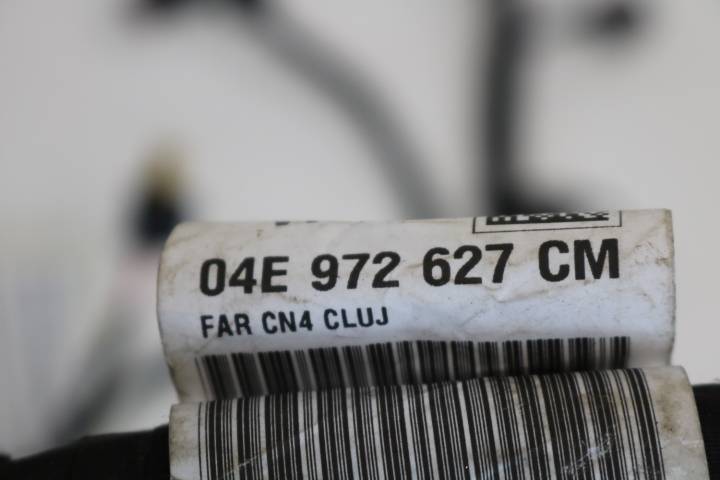 04E 972 627 CM
FAR CN4 CLUJ